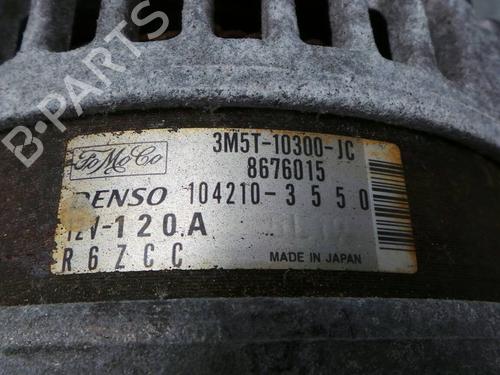 B-PARTS
FoMoCo
3M5T-10300-JC
8676015
DENSO 104210-3550
12V-120A
R6ZCC MADE IN JAPAN